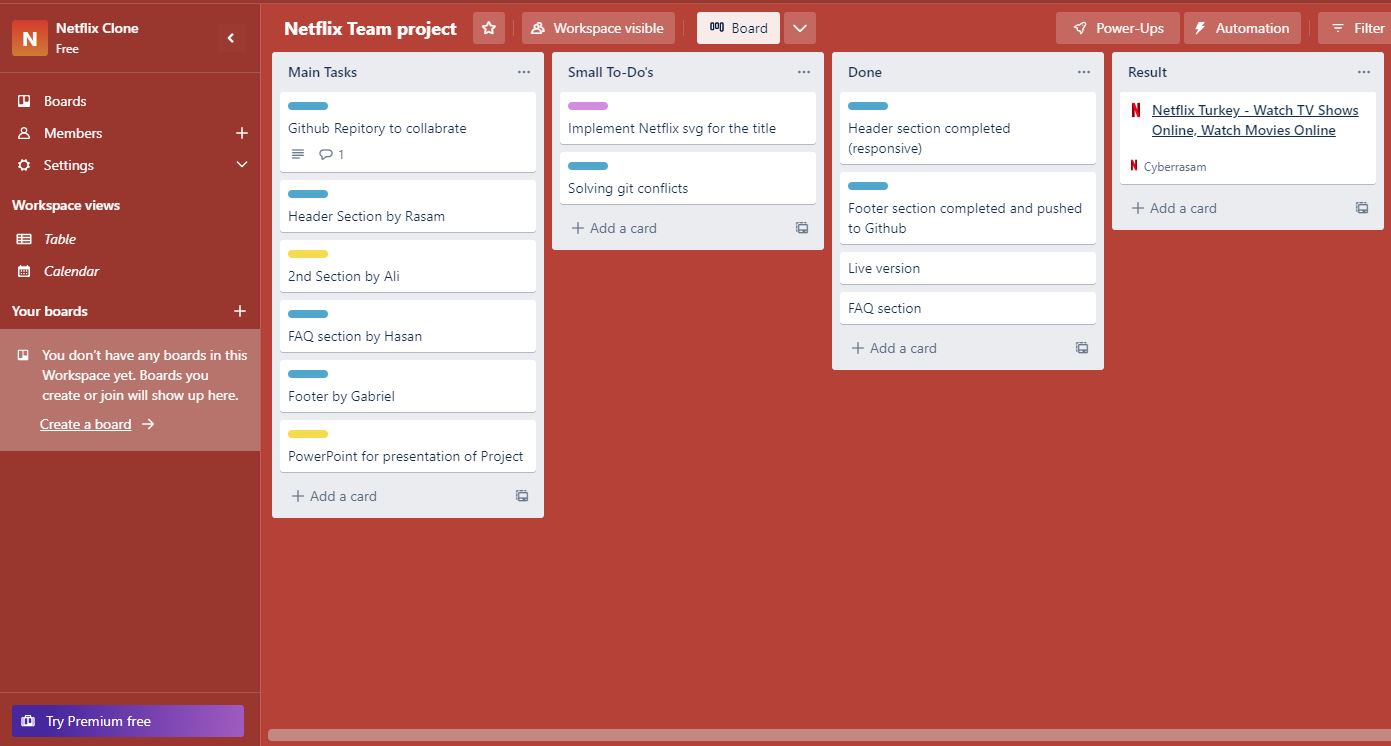 N
Netflix Clone
Free
Boards
Members
Settings
Workspace views
Table
Calendar
Your boards
You don't have any boards in this
Workspace yet. Boards you
create or join will show up here.
Create a board
Try Premium free
Netflix Team project
Workspace visible
Board
Power-Ups
Automation
Filter
Main Tasks
Github Repitory to collabrate
1
Header Section by Rasam
2nd Section by Ali
FAQ section by Hasan
Footer by Gabriel
PowerPoint for presentation of Project
Add a card
Small To-Do's
Implement Netflix svg for the title
Solving git conflicts
Add a card
Done
Header section completed
(responsive)
Footer section completed and pushed
to Github
Live version
FAQ section
Add a card
Result
N
Netflix Turkey - Watch TV Shows
Online, Watch Movies Online
N
Cyberrasam
Add a card